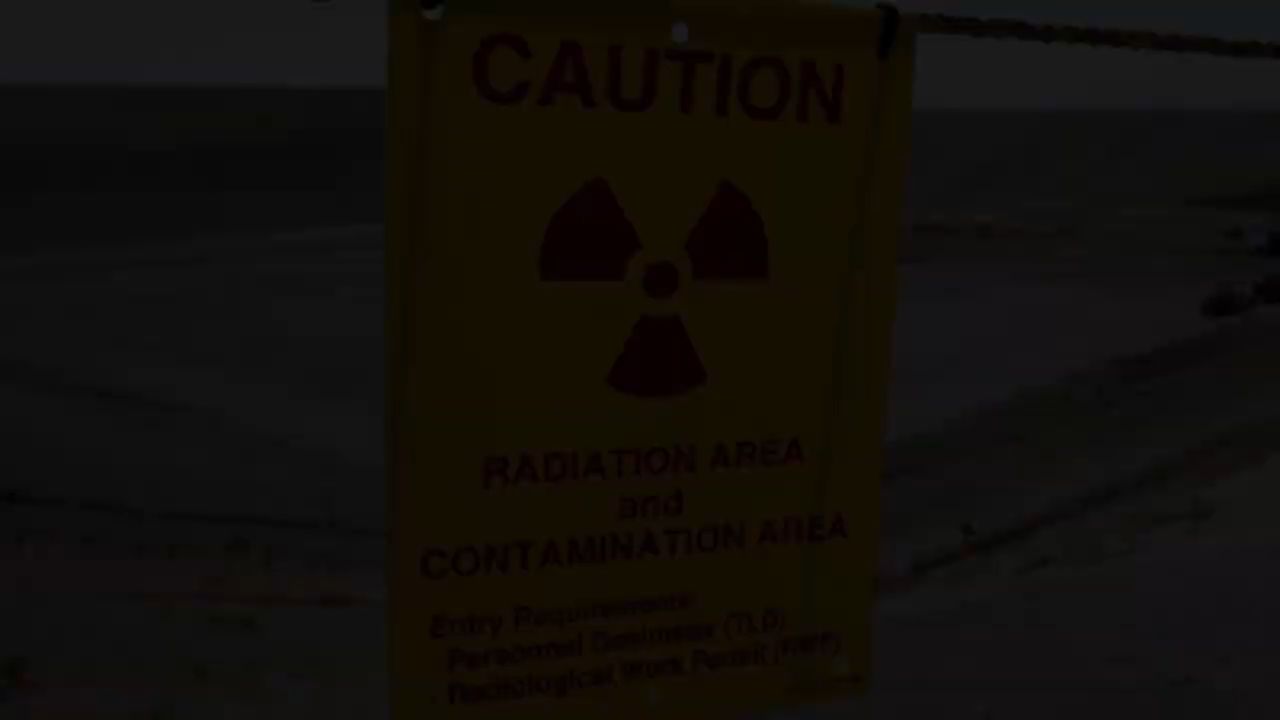 CAUTION
RADIATION AREA
and
CONTAMINATION AREA
Entry Requirements
Personnel Dosimeter (TLD)
Radiological Work Permit (RWP)